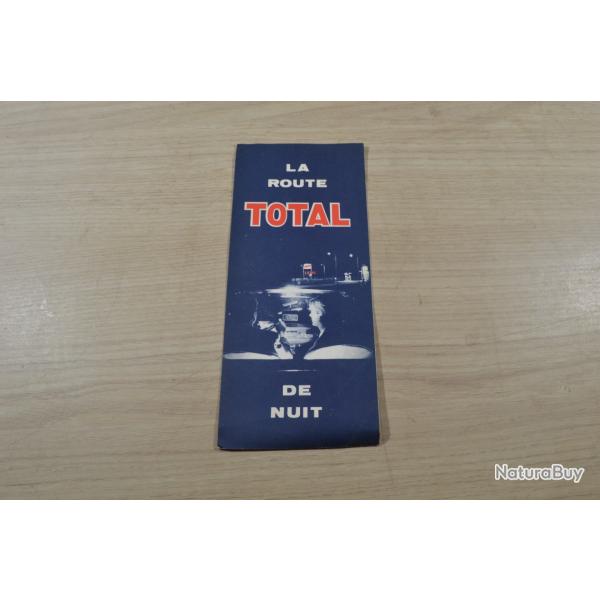 LA
ROUTE
TOTAL
DE
NUIT
NaturaBuy